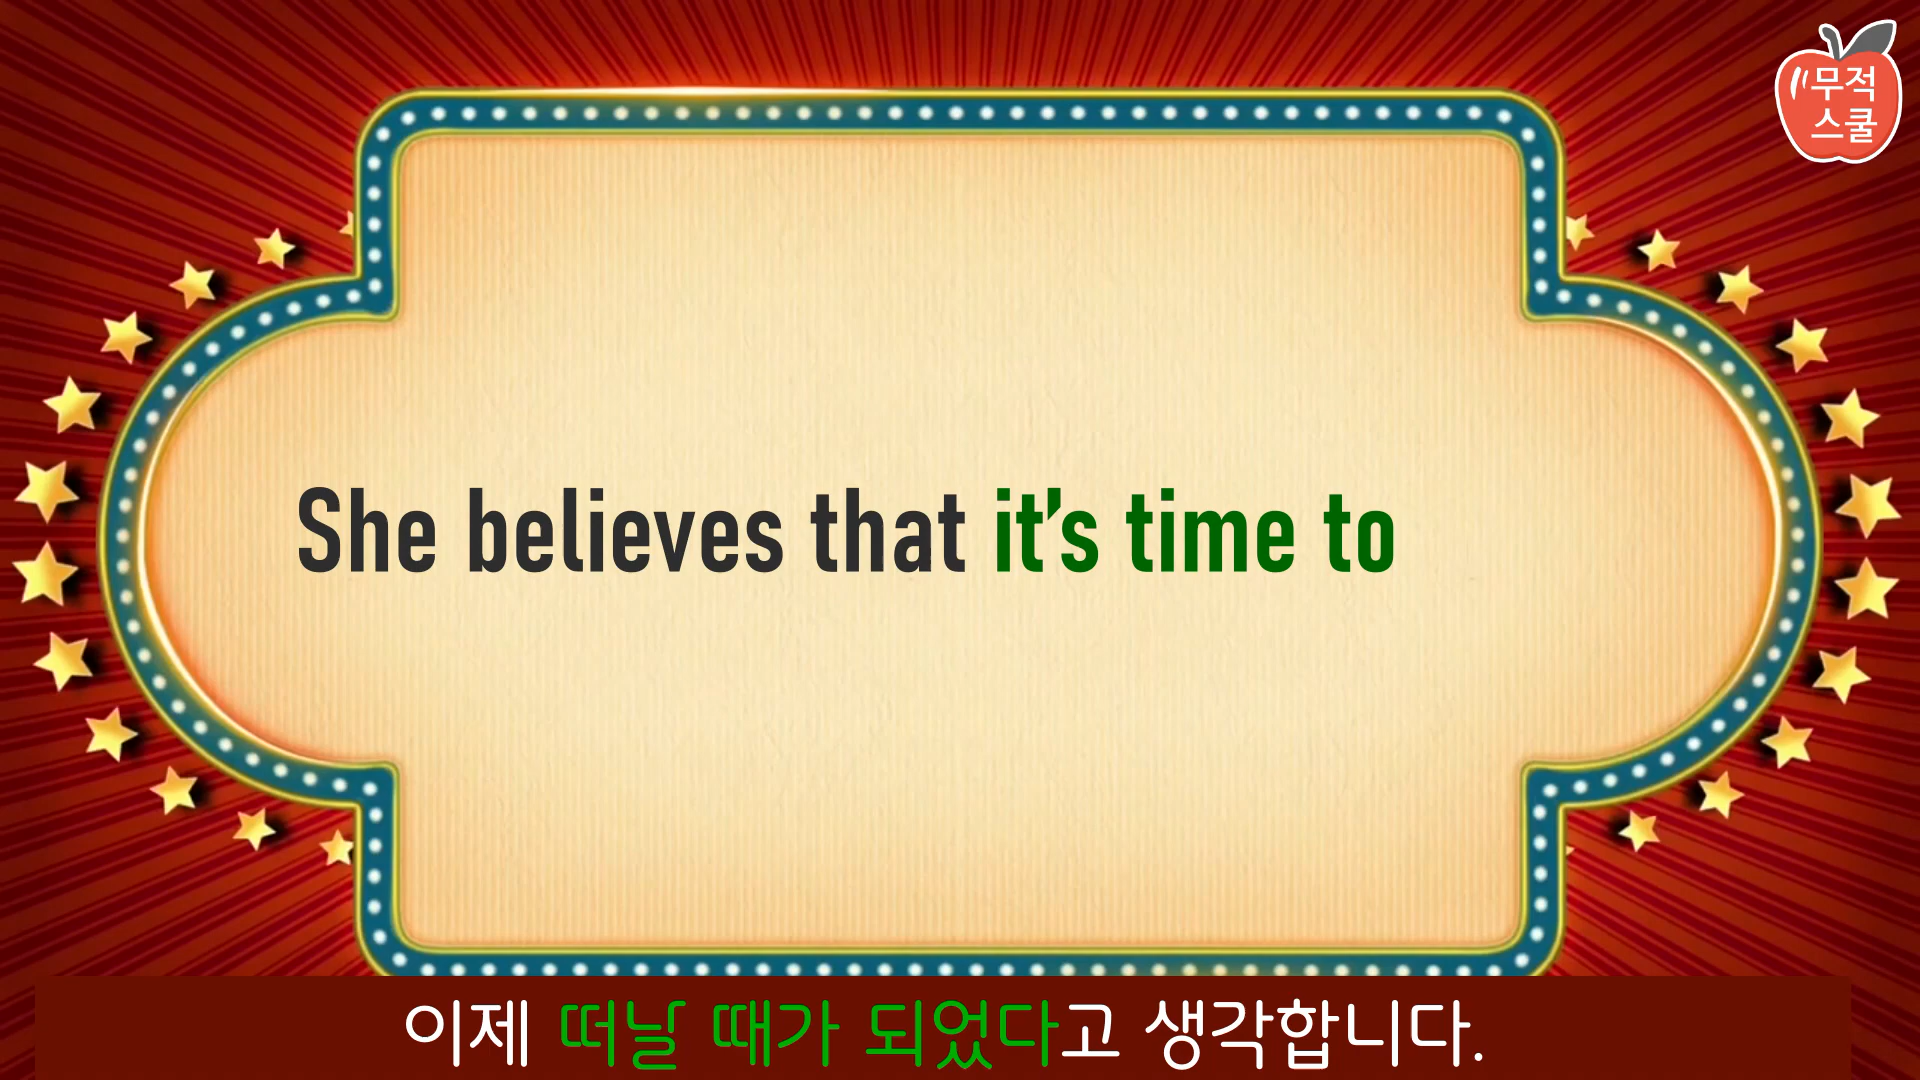 무적
스쿨
She believes that it’s time to
이제 떠날 때가 되었다고 생각합니다.